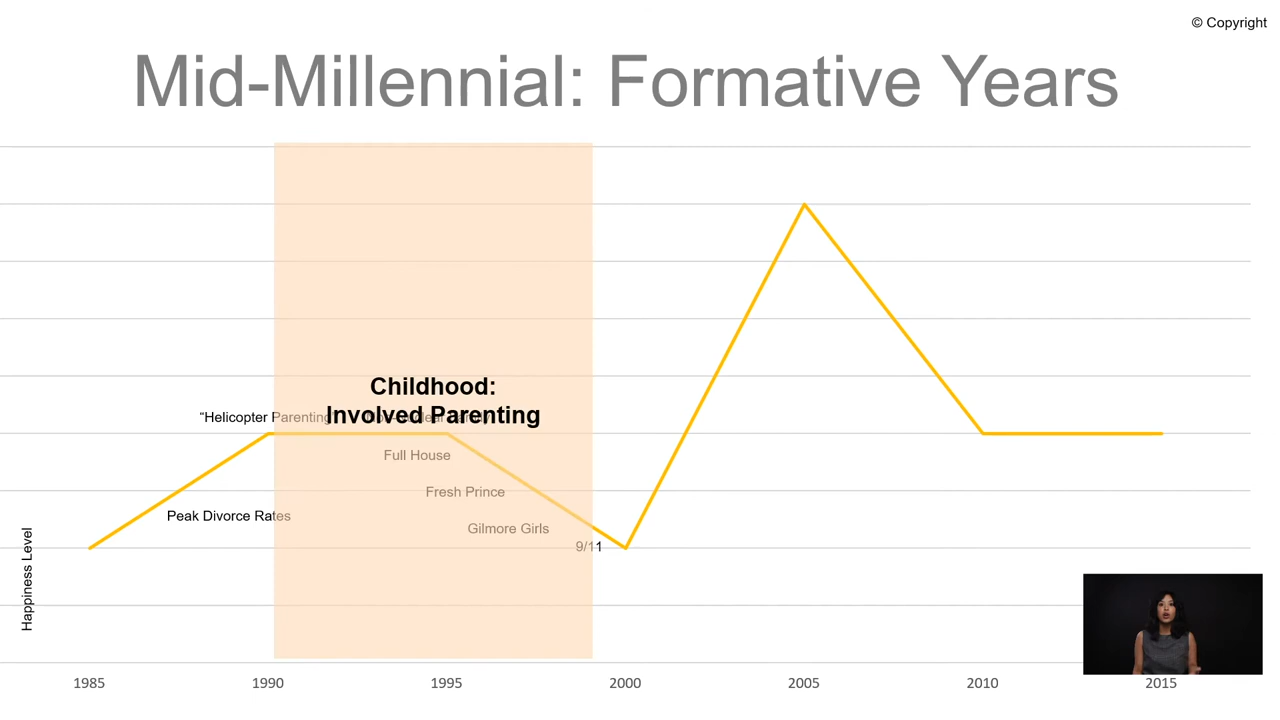 © Copyright
Mid-Millennial: Formative Years
Childhood:
Involved Parenting
“Helicopter Parenting”
Full House
Fresh Prince
Peak Divorce Rates
Gilmore Girls
9/11
Happiness Level
1985 1990 1995 2000 2005 2010 2015